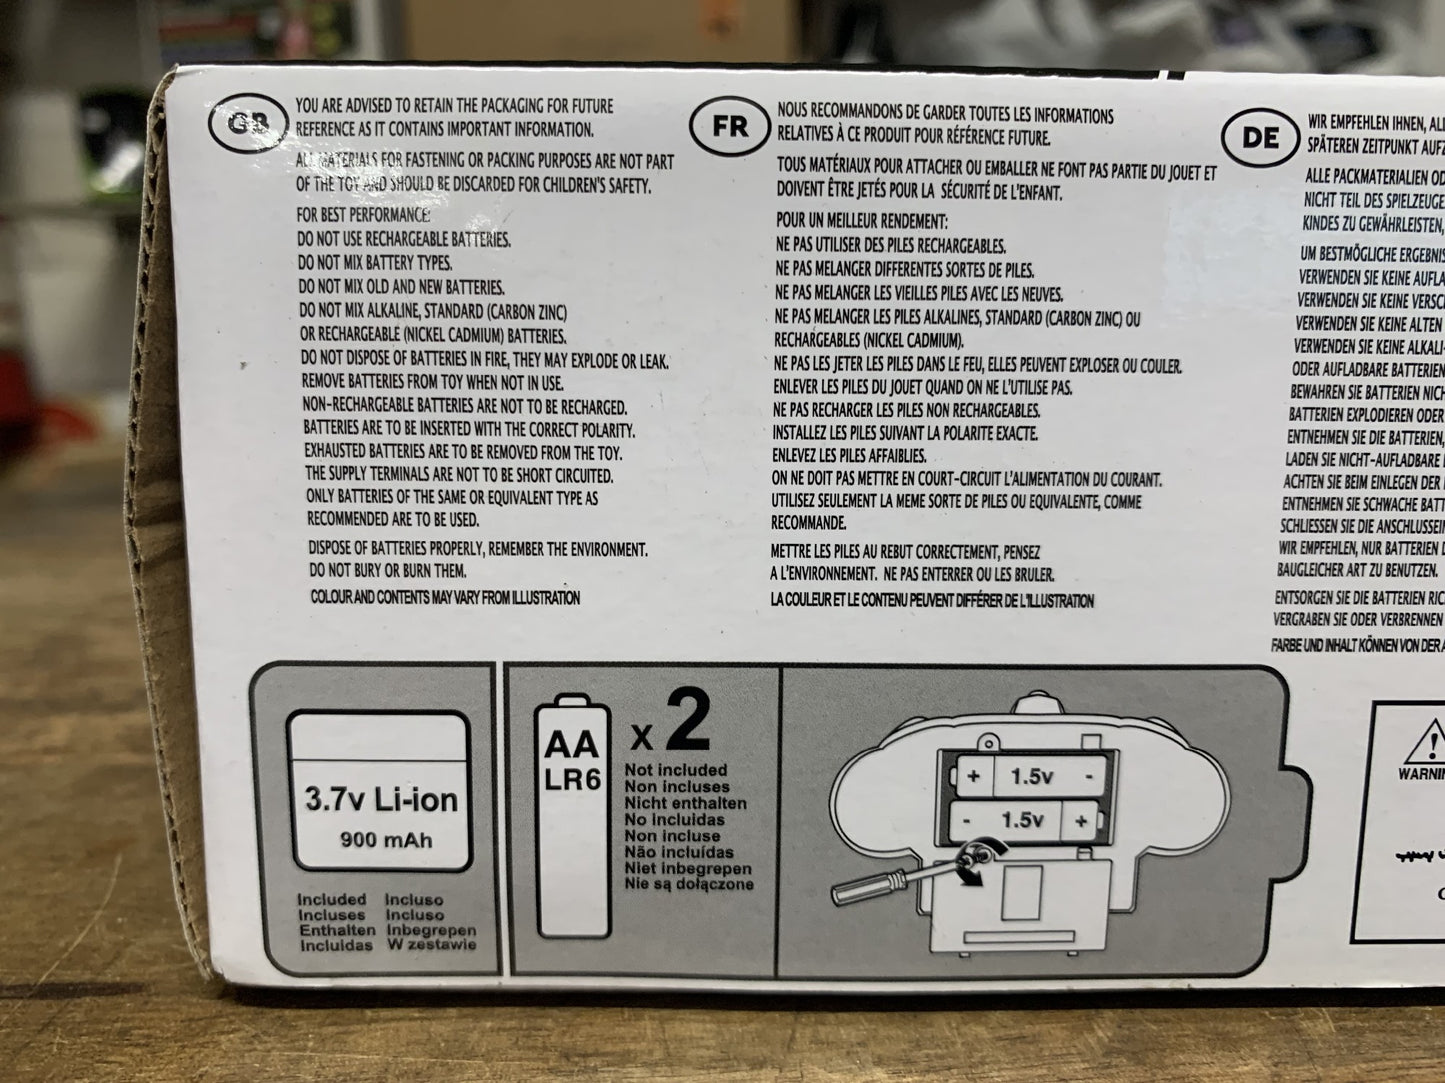 GB
YOU ARE ADVISED TO RETAIN THE PACKAGING FOR FUTURE
REFERENCE AS IT CONTAINS IMPORTANT INFORMATION.
ALL MATERIALS FOR FASTENING OR PACKING PURPOSES ARE NOT PART
OF THE TOY AND SHOULD BE DISCARDED FOR CHILDREN'S SAFETY.
FOR BEST PERFORMANCE:
DO NOT USE RECHARGEABLE BATTERIES.
DO NOT MIX BATTERY TYPES.
DO NOT MIX OLD AND NEW BATTERIES.
DO NOT MIX ALKALINE, STANDARD (CARBON ZINC)
OR RECHARGEABLE (NICKEL CADMIUM) BATTERIES.
DO NOT DISPOSE OF BATTERIES IN FIRE, THEY MAY EXPLODE OR LEAK.
REMOVE BATTERIES FROM TOY WHEN NOT IN USE.
NON-RECHARGEABLE BATTERIES ARE NOT TO BE RECHARGED.
BATTERIES ARE TO BE INSERTED WITH THE CORRECT POLARITY.
EXHAUSTED BATTERIES ARE TO BE REMOVED FROM THE TOY.
THE SUPPLY TERMINALS ARE NOT TO BE SHORT CIRCUITED.
ONLY BATTERIES OF THE SAME OR EQUIVALENT TYPE AS
RECOMMENDED ARE TO BE USED.
DISPOSE OF BATTERIES PROPERLY, REMEMBER THE ENVIRONMENT.
DO NOT BURY OR BURN THEM.
COLOUR AND CONTENTS MAY VARY FROM ILLUSTRATION
FR
NOUS RECOMMANDONS DE GARDER TOUTES LES INFORMATIONS
RELATIVES À CE PRODUIT POUR RÉFÉRENCE FUTURE.
TOUS MATÉRIAUX POUR ATTACHER OU EMBALLER NE FONT PAS PARTIE DU JOUET ET
DOIVENT ÊTRE JETÉS POUR LA SÉCURITÉ DE L'ENFANT.
POUR UN MEILLEUR RENDEMENT:
NE PAS UTILISER DES PILES RECHARGEABLES.
NE PAS MELANGER DIFFERENTES SORTES DE PILES.
NE PAS MELANGER LES VIEILLES PILES AVEC LES NEUVES.
NE PAS MELANGER LES PILES ALKALINES, STANDARD (CARBON ZINC) OU
RECHARGEABLES (NICKEL CADMIUM).
NE PAS LES JETER LES PILES DANS LE FEU, ELLES PEUVENT EXPLOSER OU COULER.
ENLEVER LES PILES DU JOUET QUAND ON NE L'UTILISE PAS.
NE PAS RECHARGER LES PILES NON RECHARGEABLES.
INSTALLEZ LES PILES SUIVANT LA POLARITE EXACTE.
ENLEVEZ LES PILES AFFAIBLIES.
ON NE DOIT PAS METTRE EN COURT-CIRCUIT L'ALIMENTATION DU COURANT.
UTILISEZ SEULEMENT LA MEME SORTE DE PILES OU EQUIVALENTE, COMME
RECOMMANDE.
METTRE LES PILES AU REBUT CORRECTEMENT, PENSEZ
A L'ENVIRONNEMENT. NE PAS ENTERRER OU LES BRULER.
LA COULEUR ET LE CONTENU PEUVENT DIFFÉRER DE L'ILLUSTRATION
DE
WIR EMPFEHLEN IHNEN,
SPÄTEREN ZEITPUNKT
ALLE PACKMATERIALIEN
NICHT TEIL DES
KINDES ZU GEWÄHRLEISTEN,
UM BESTMÖGLICHE
VERWENDEN SIE KEINE
VERWENDEN SIE KEINE
VERWENDEN SIE KEINE ALTEN
VERWENDEN SIE KEINE ALKALI-
ODER AUFLADBARE BATTERIEN
BEWAHREN SIE BATTERIEN
BATTERIEN EXPLODIEREN ODER
ENTNEHMEN SIE DIE BATTERIEN,
LADEN SIE NICHT-AUFLADBARE
ACHTEN SIE BEIM EINLEGEN DER
ENTNEHMEN SIE SCHWACHE
SCHLIESSEN SIE DIE
WIR EMPFEHLEN, NUR BATTERIEN
BAUGLEICHER ART ZU BENUTZEN.
ENTSORGEN SIE DIE BATTERIEN
VERGRABEN SIE ODER VERBRENNEN
FARBE UND INHALT KÖNNEN VON DER
3.7v Li-ion
900 mAh
Included Incluso
Incluses Incluso
Enthalten Inbegrepen
Incluidas W zestawie
AA
LR6
x 2
Not included
Non incluses
Nicht enthalten
No incluidas
Non incluse
Não incluídas
Niet inbegrepen
Nie są dołączone
+ 1.5v -
- 1.5v +